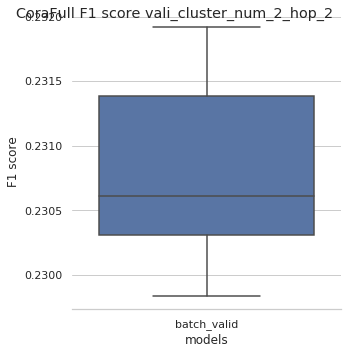 CoraFull F1 score vali_cluster_num_2_hop_2
0.2320
0.2315
0.2310
0.2305
0.2300
F1 score
batch_valid
models